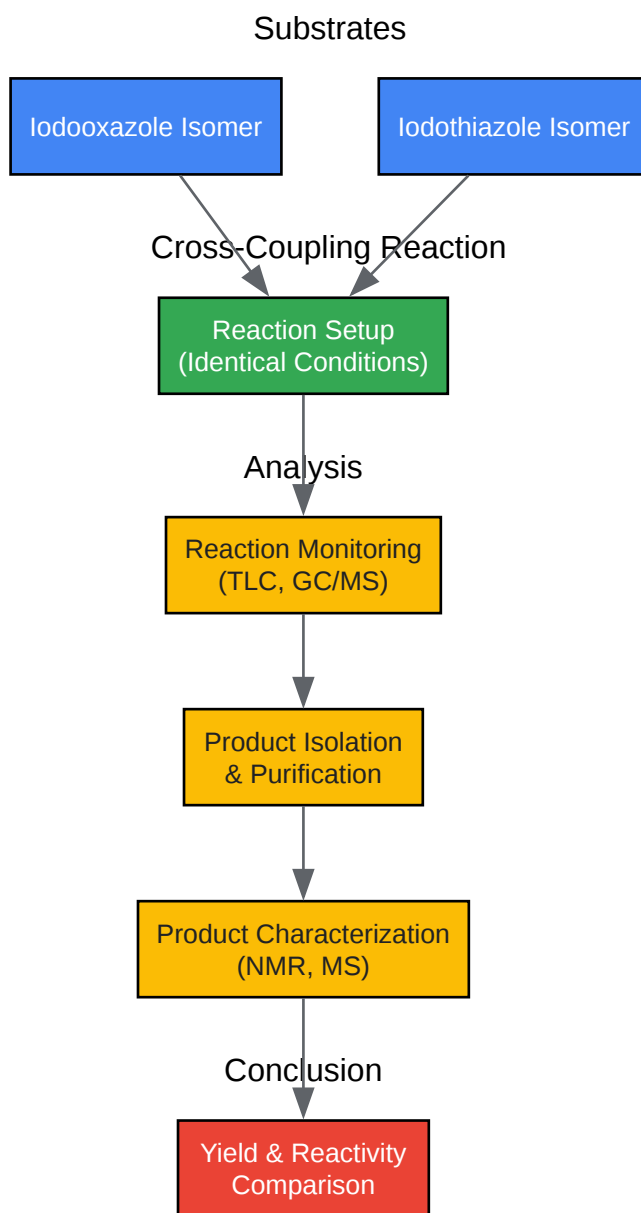 Substrates
Iodooxazole Isomer
Iodothiazole Isomer
Cross-Coupling Reaction
Reaction Setup
(Identical Conditions)
Analysis
Reaction Monitoring
(TLC, GC/MS)
Product Isolation
& Purification
Product Characterization
(NMR, MS)
Conclusion
Yield & Reactivity
Comparison